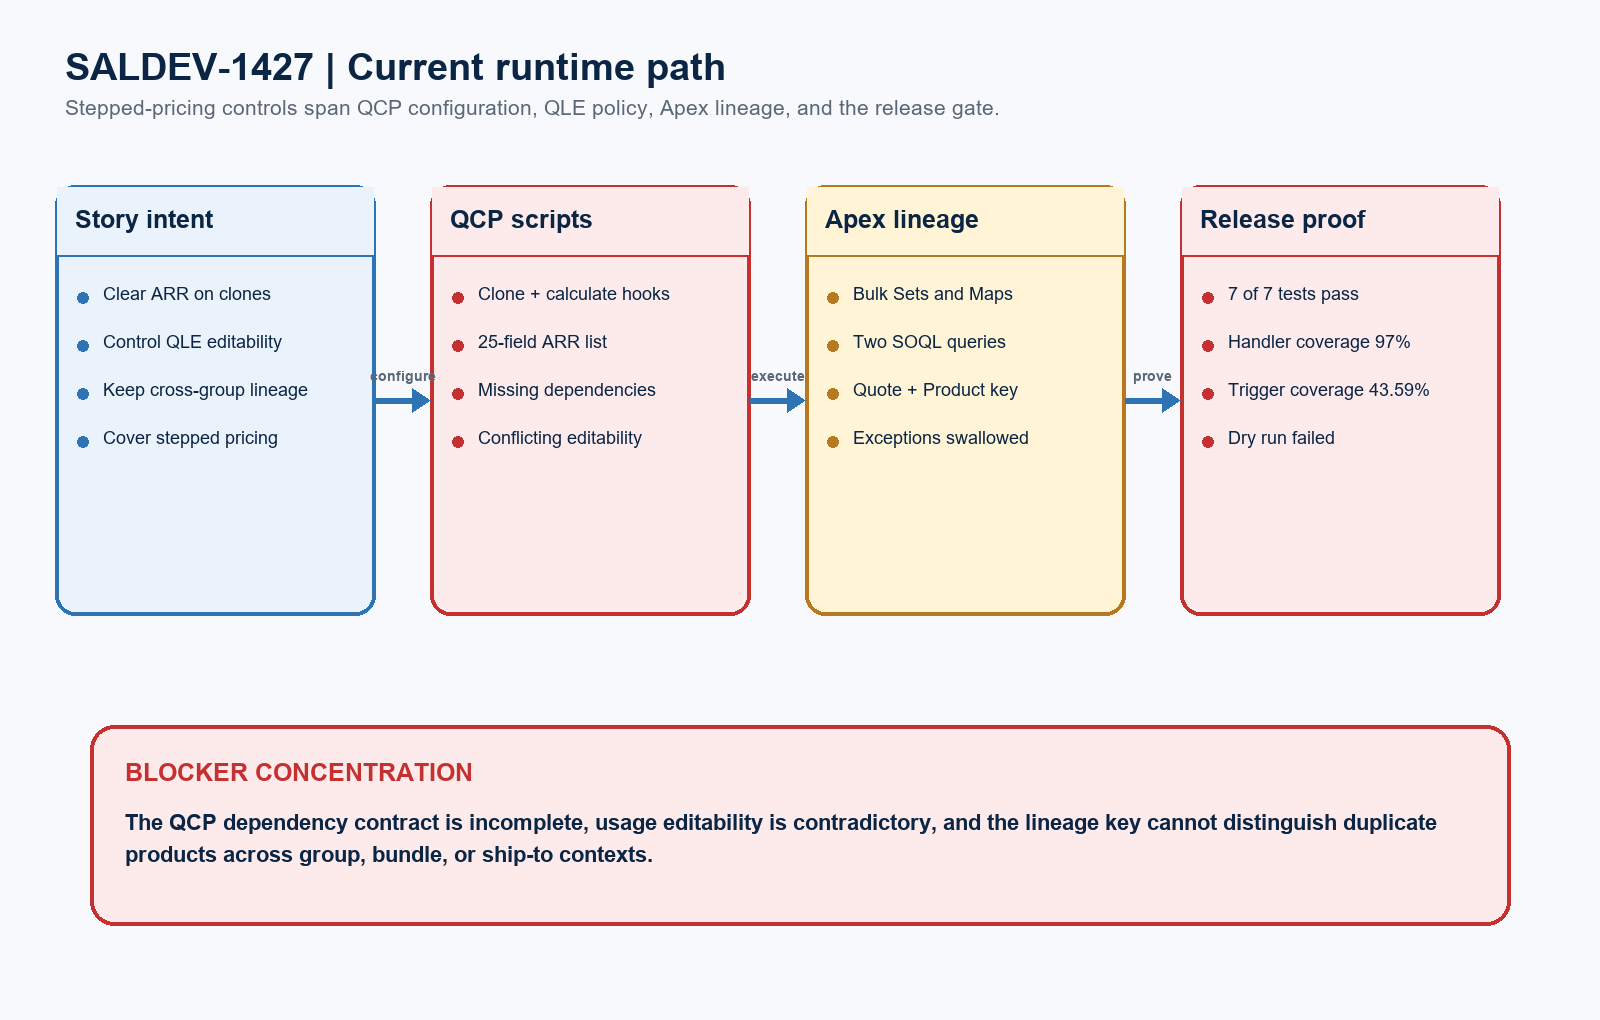 SALDEV-1427 | Current runtime path
Stepped-pricing controls span QCP configuration, QLE policy, Apex lineage, and the release gate.
Story intent
Clear ARR on clones
Control QLE editability
Keep cross-group lineage
Cover stepped pricing
configure
QCP scripts
Clone + calculate hooks
25-field ARR list
Missing dependencies
Conflicting editability
execute
Apex lineage
Bulk Sets and Maps
Two SOQL queries
Quote + Product key
Exceptions swallowed
prove
Release proof
7 of 7 tests pass
Handler coverage 97%
Trigger coverage 43.59%
Dry run failed
BLOCKER CONCENTRATION
The QCP dependency contract is incomplete, usage editability is contradictory, and the lineage key cannot distinguish duplicate
products across group, bundle, or ship-to contexts.